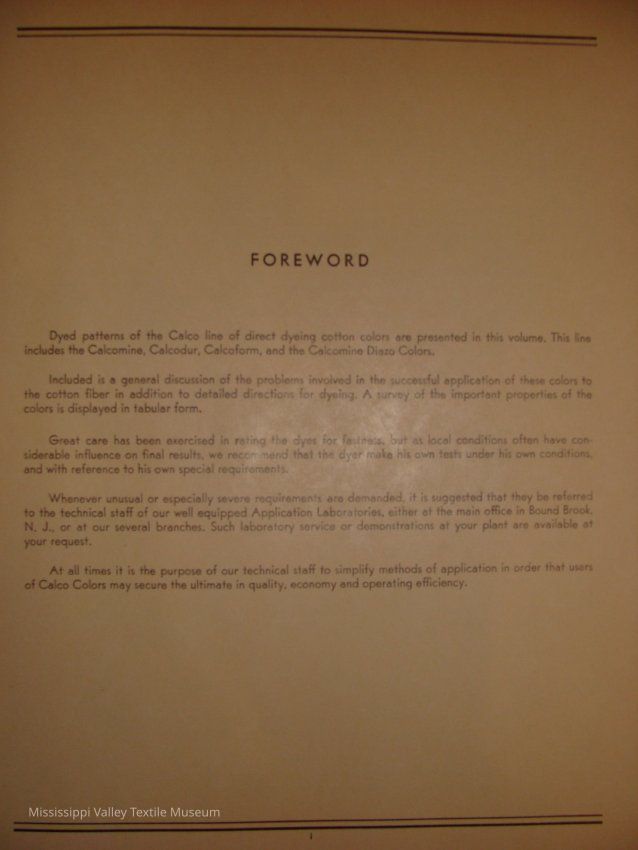 FOREWORD
Dyed patterns of the Calco line of direct dyeing cotton colors are presented in this volume. This line
includes the Calcomine, Calcodur, Calcoform, and the Calcomine Diazo Colors.
Included is a general discussion of the problems involved in the successful application of these colors to
the cotton fiber in addition to detailed directions for dyeing. A survey of the important properties of the
colors is displayed in tabular form.
Great care has been exercised in rating the dyes for fastness, but as local conditions often have con-
siderable influence on final results, we recommend that the dyer make his own tests under his own conditions,
and with reference to his own special requirements.
Whenever unusual or especially severe requirements are demanded, it is suggested that they be referred
to the technical staff of our well equipped Application Laboratories, either at the main office in Bound Brook,
N. J., or at our several branches. Such laboratory service or demonstrations at your plant are available at
your request.
At all times it is the purpose of our technical staff to simplify methods of application in order that users
of Calco Colors may secure the ultimate in quality, economy and operating efficiency.
Mississippi Valley Textile Museum